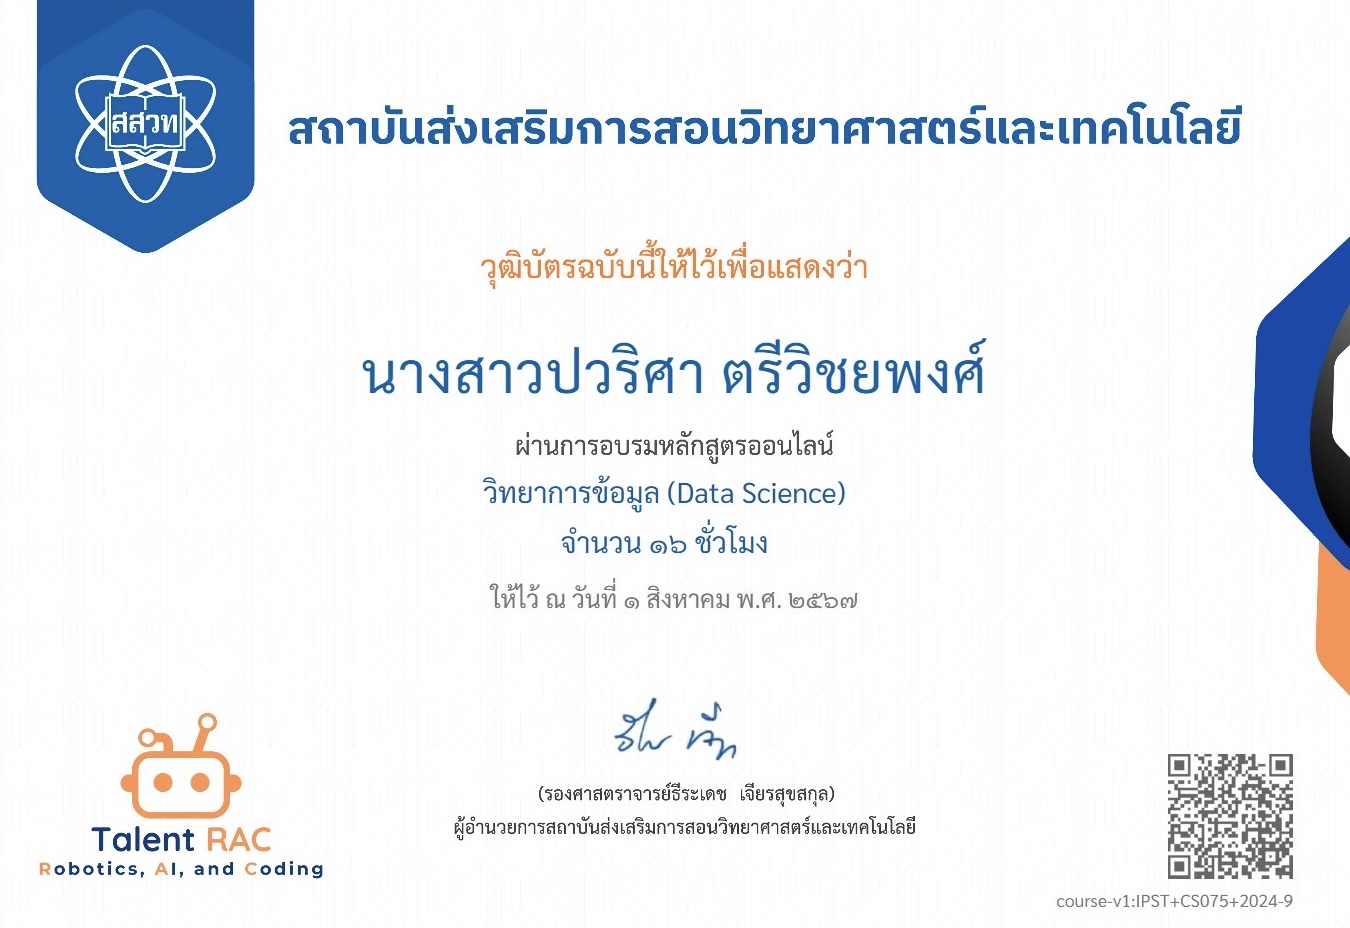 สสวท
สถาบันส่งเสริมการสอนวิทยาศาสตร์และเทคโนโลยี
วุฒิบัตรฉบับนี้ให้ไว้เพื่อแสดงว่า
นางสาวปวริศา ตรีวิชยพงศ์
ผ่านการอบรมหลักสูตรออนไลน์
วิทยาการข้อมูล (Data Science)
จำนวน ๑๖ ชั่วโมง
ให้ไว้ ณ วันที่ ๑ สิงหาคม พ.ศ. ๒๕๖๗
(รองศาสตราจารย์ธีระเดช เจียรสุขสกุล)
ผู้อำนวยการสถาบันส่งเสริมการสอนวิทยาศาสตร์และเทคโนโลยี
Talent RAC
Robotics, AI, and Coding
course-v1:IPST+CS075+2024-9